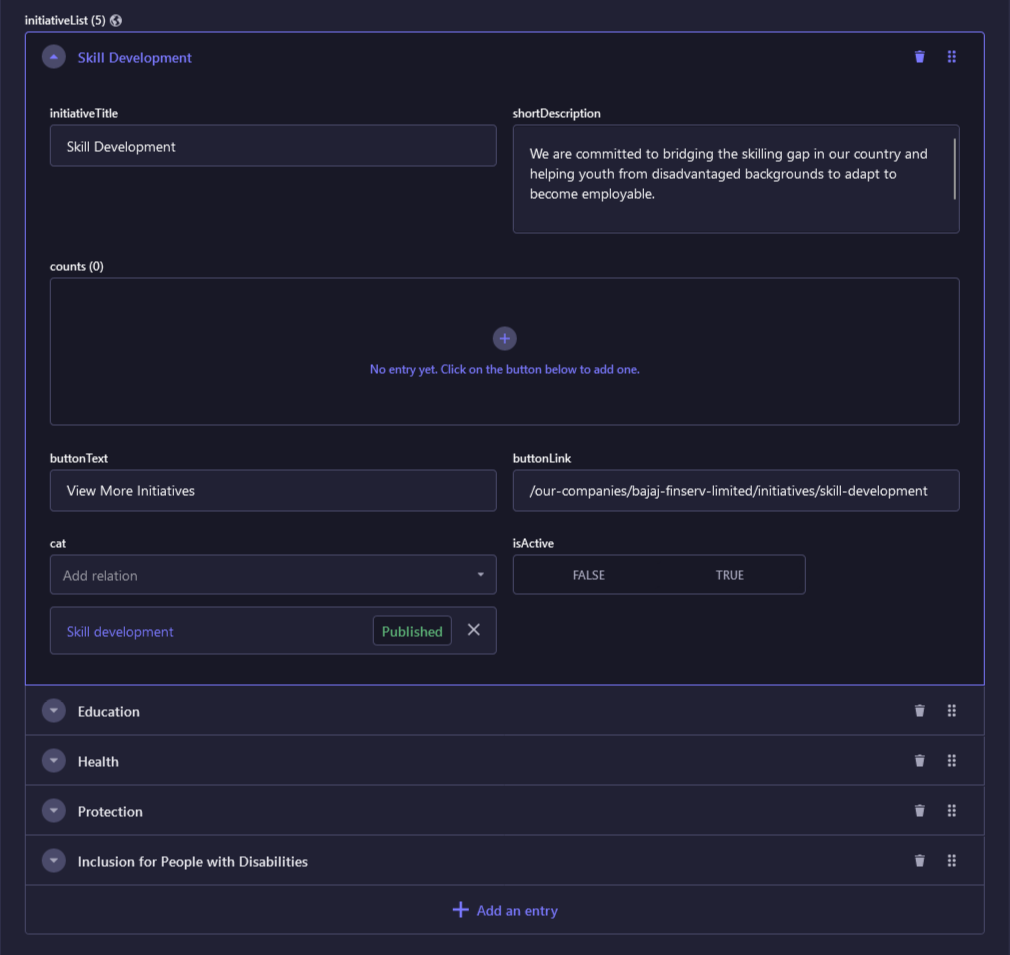 initiativeList (5)
Skill Development
initiativeTitle
shortDescription
Skill Development
We are committed to bridging the skilling gap in our country and
helping youth from disadvantaged backgrounds to adapt to
become employable.
counts (0)
No entry yet. Click on the button below to add one.
buttonText
buttonLink
View More Initiatives
/our-companies/bajaj-finserv-limited/initiatives/skill-development
cat
isActive
Add relation
FALSE
TRUE
Skill development
Published
Education
Health
Protection
Inclusion for People with Disabilities
Add an entry